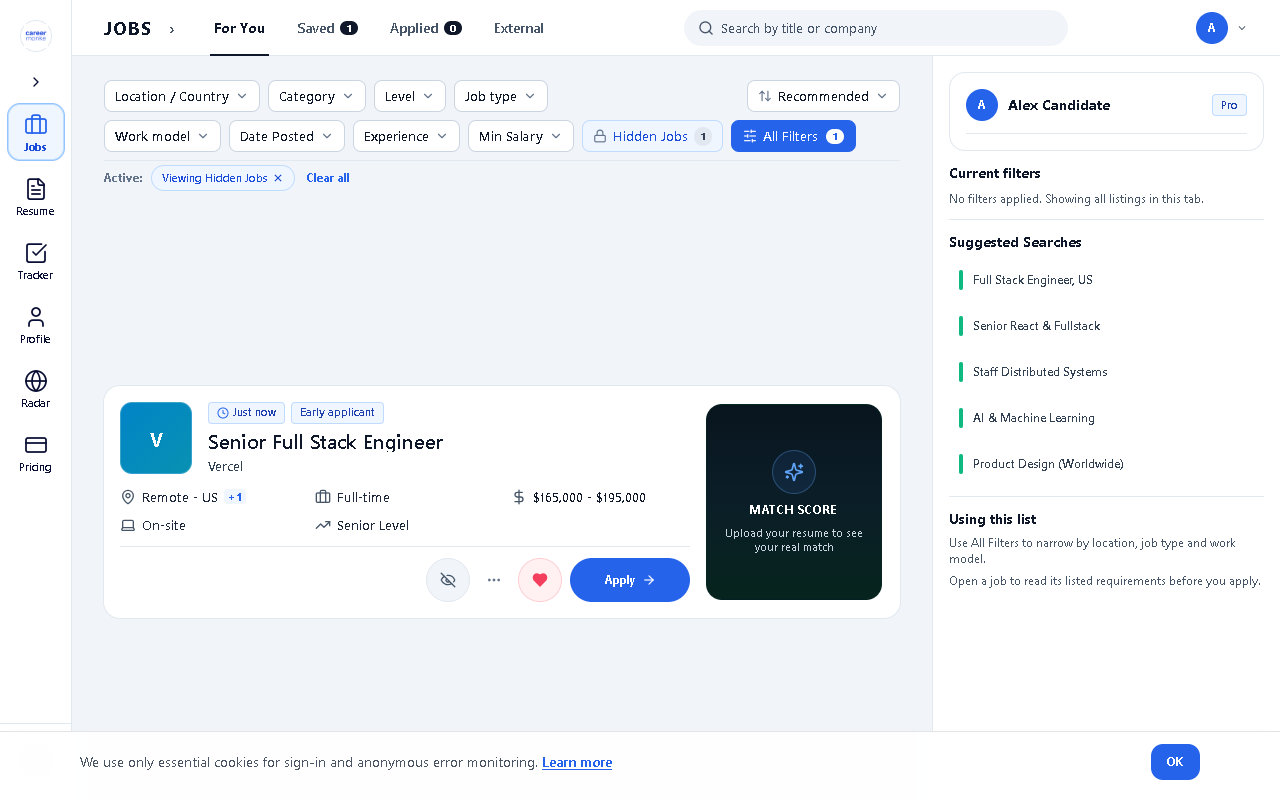 career
monke
JOBS
For You
Saved 1
Applied 0
External
Search by title or company
A
Jobs
Resume
Tracker
Profile
Radar
Pricing
Location / Country
Category
Level
Job type
Recommended
Work model
Date Posted
Experience
Min Salary
Hidden Jobs 1
All Filters 1
Active:
Viewing Hidden Jobs
Clear all
V
Just now
Early applicant
Senior Full Stack Engineer
Vercel
Remote - US +1
Full-time
$165,000 - $195,000
On-site
Senior Level
Apply
MATCH SCORE
Upload your resume to see
your real match
A
Alex Candidate
Pro
Current filters
No filters applied. Showing all listings in this tab.
Suggested Searches
Full Stack Engineer, US
Senior React & Fullstack
Staff Distributed Systems
AI & Machine Learning
Product Design (Worldwide)
Using this list
Use All Filters to narrow by location, job type and work
model.
Open a job to read its listed requirements before you apply.
We use only essential cookies for sign-in and anonymous error monitoring. Learn more
OK